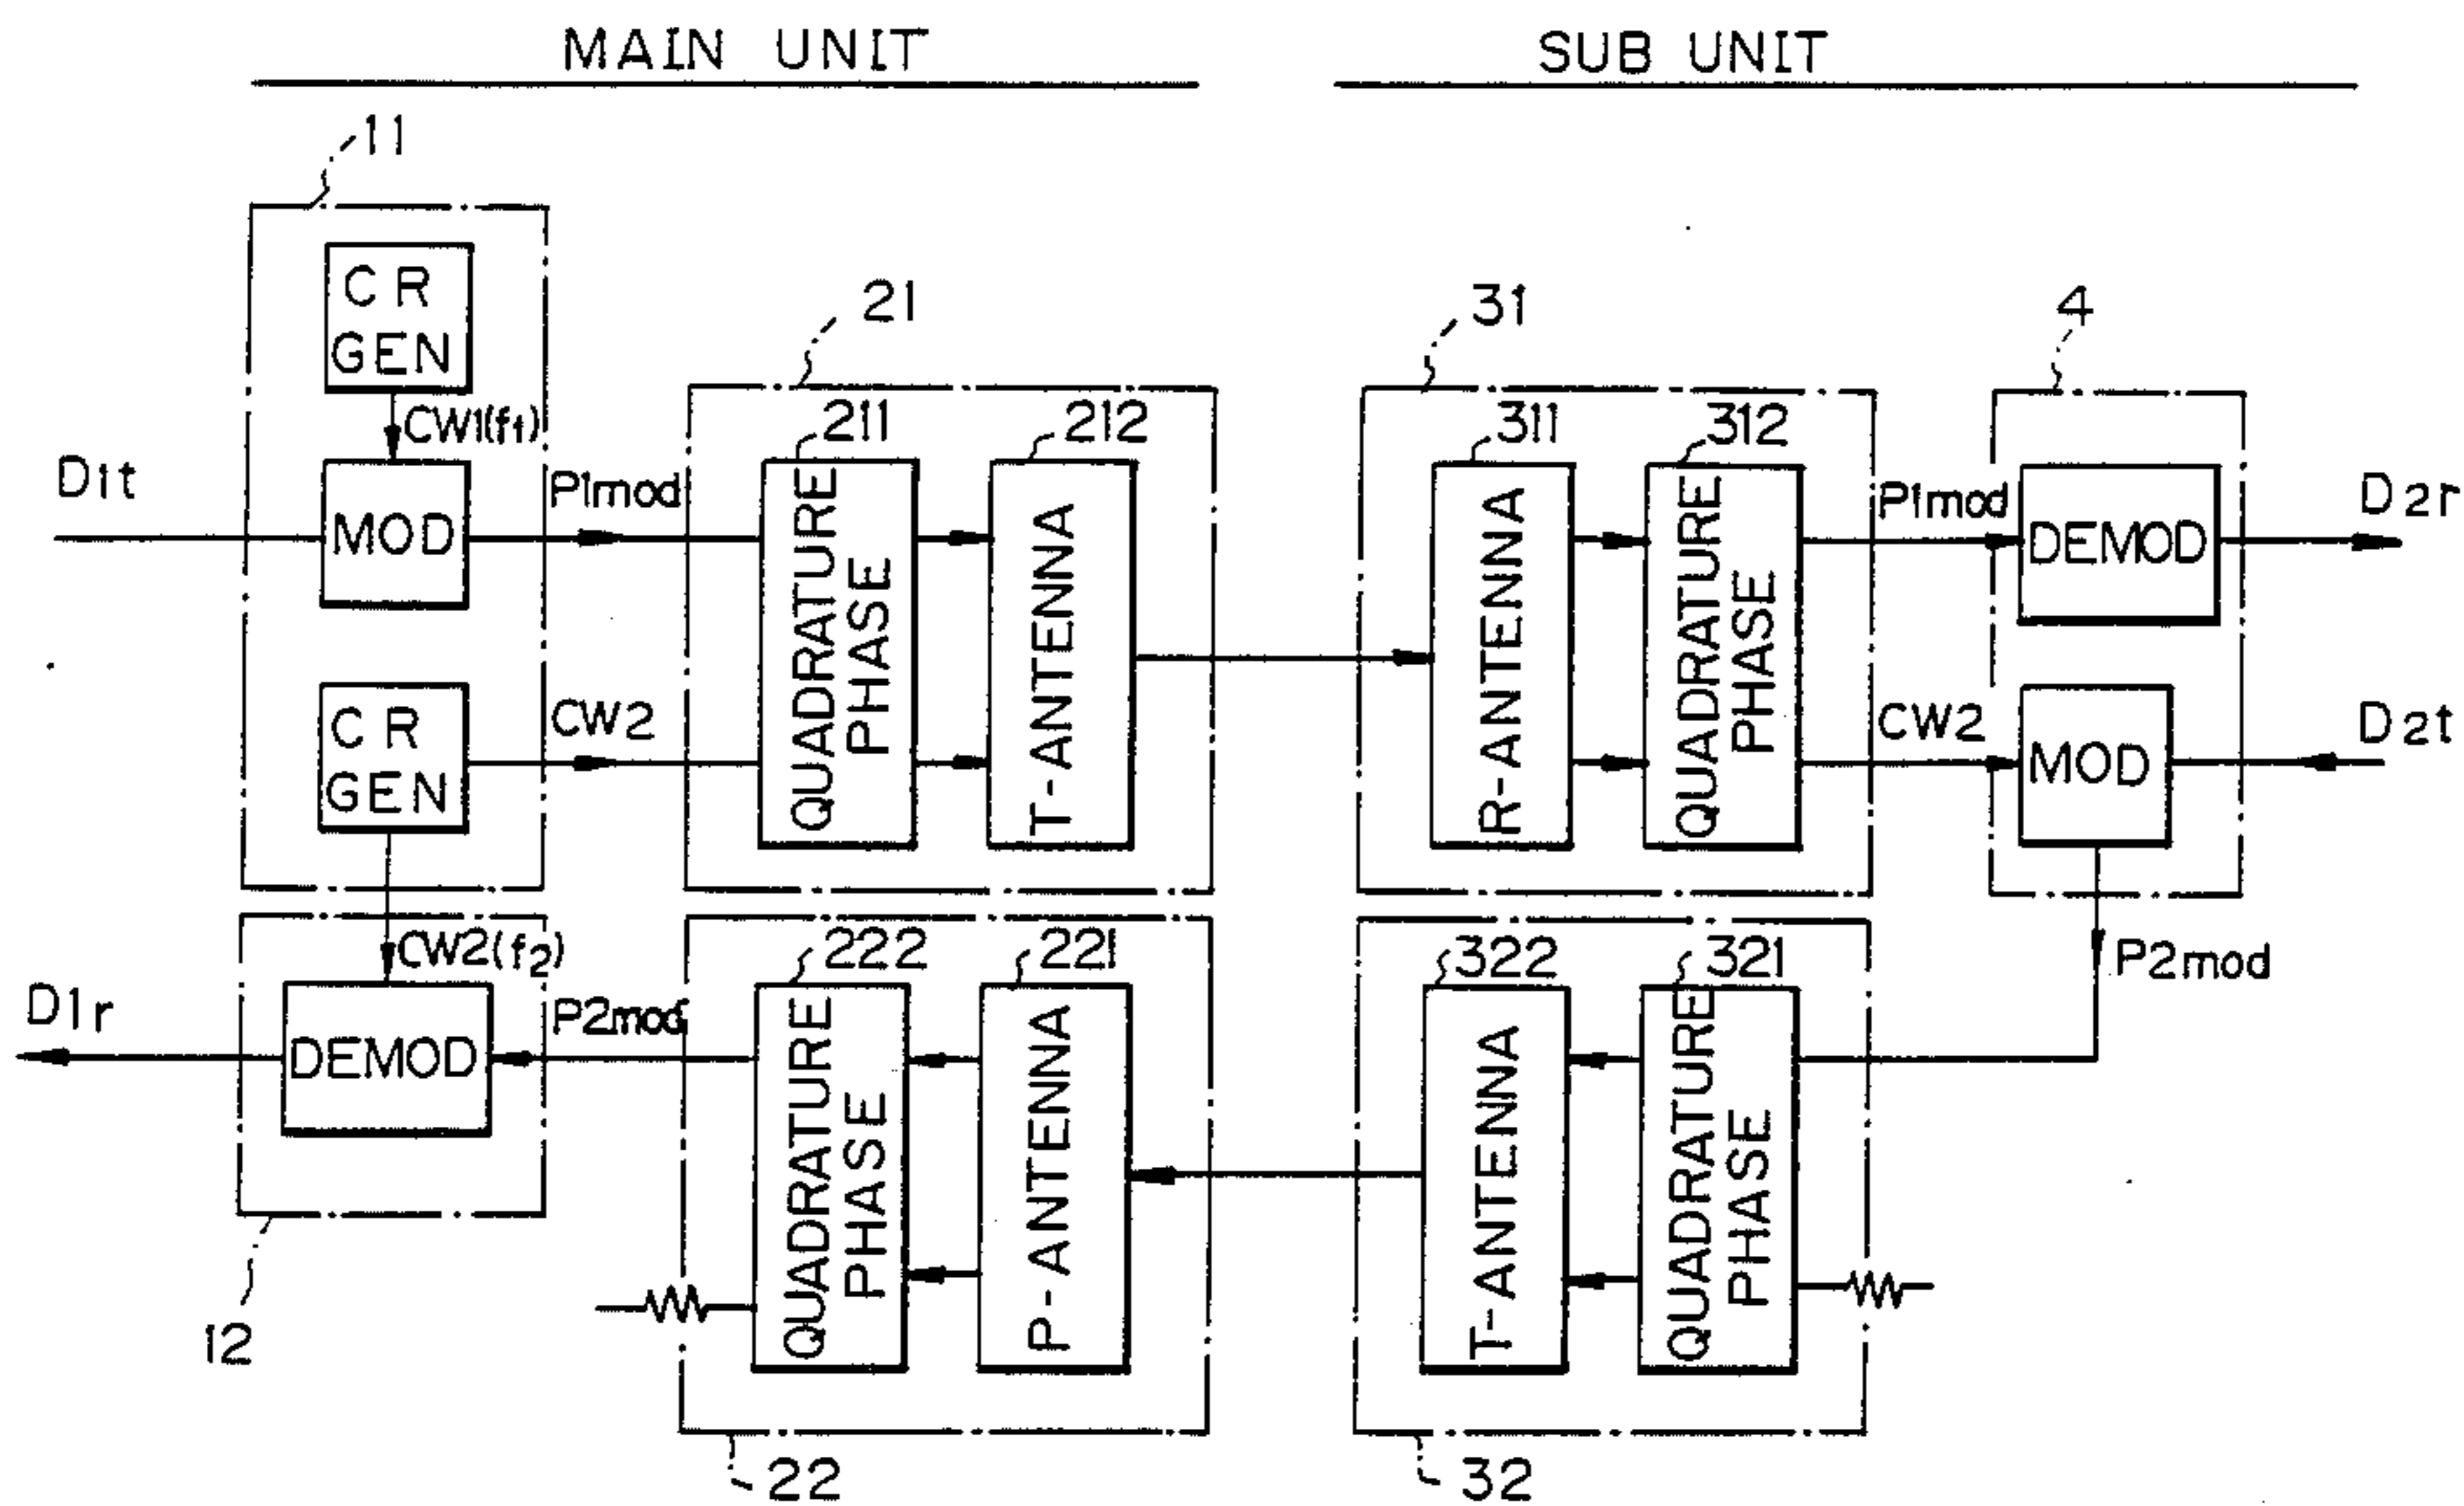 MAIN UNIT
SUB UNIT
11
CR
GEN
CW1(f1)
D1t
MOD
P1mod
CR
GEN
CW2
21
211
QUADRATURE
PHASE
212
T-ANTENNA
31
311
R-ANTENNA
312
QUADRATURE
PHASE
P1mod
4
DEMOD
D2r
CW2
MOD
D2t
P2mod
CW2(f2)
D1r
DEMOD
P2mod
12
222
QUADRATURE
PHASE
221
P-ANTENNA
22
322
T-ANTENNA
321
QUADRATURE
PHASE
32